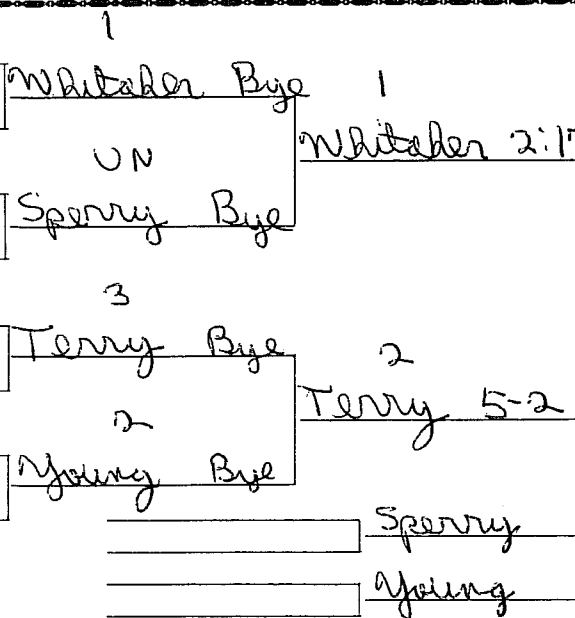 1
Whitaker Bye
1
UN
Whitaker 2:17
Sperry Bye
3
Terry Bye
2
2
Terry 5-2
Young Bye
Sperry
Young